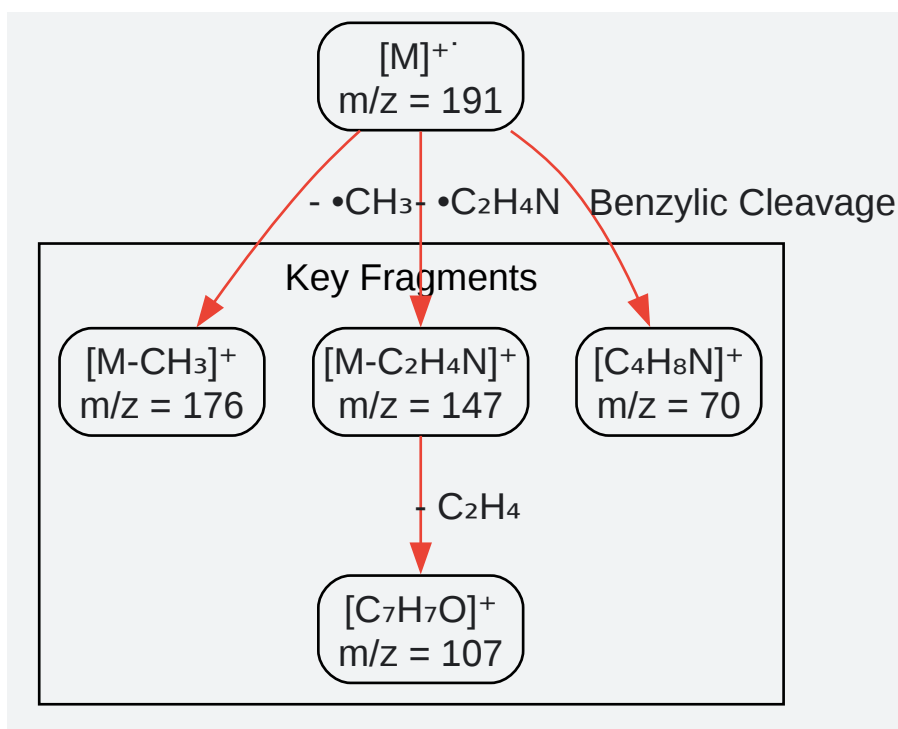 [M]⁺˙
m/z = 191
- •CH₃
- •C₂H₄N
Benzylic Cleavage
Key Fragments
[M-CH₃]⁺
m/z = 176
[M-C₂H₄N]⁺
m/z = 147
[C₄H₈N]⁺
m/z = 70
- C₂H₄
[C₇H₇O]⁺
m/z = 107